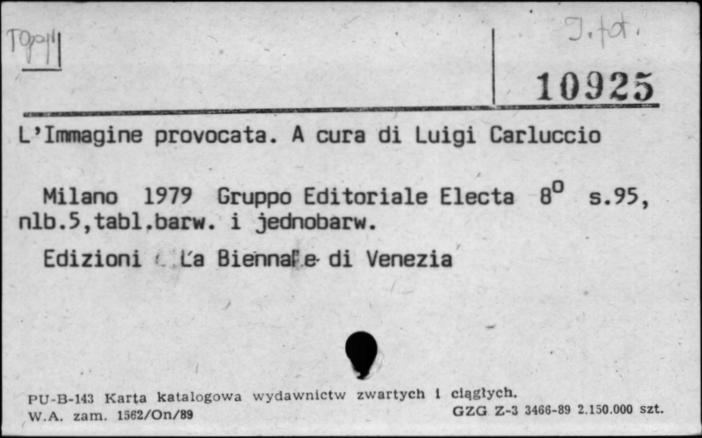 I. fot.
10925
L'Immagine provocata. A cura di Luigi Carluccio
Milano 1979 Gruppo Editoriale Electa 8° s.95,
nlb.5,tabl.barw. i jednobarw.
Edizioni La Biennale di Venezia
PU-B-143 Karta katalogowa wydawnictw zwartych i ciągłych.
W.A. zam. 1562/On/89
GZG Z-3 3466-89 2.150.000 szt.